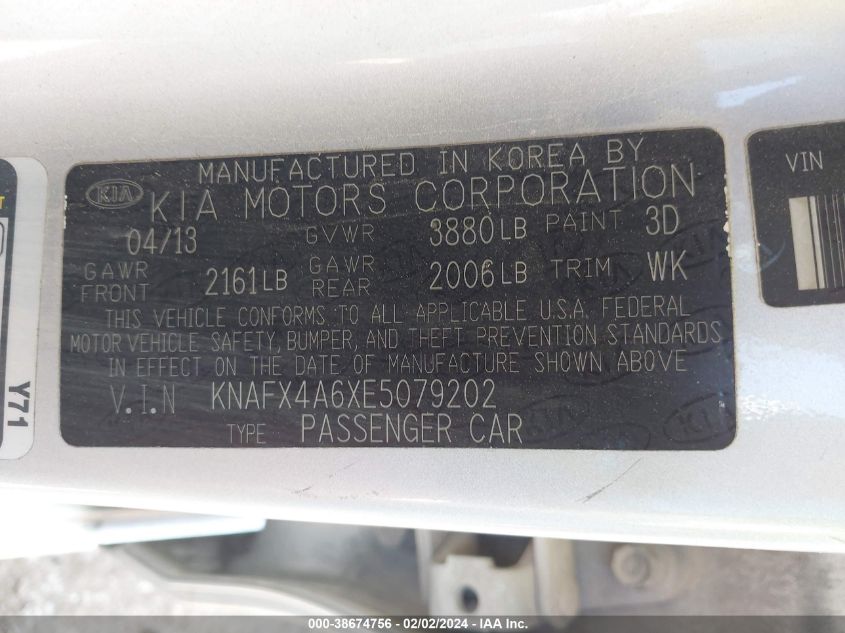 MANUFACTURED IN KOREA BY
KIA
KIA MOTORS CORPORATION
04/13 GVWR 3880LB PAINT 3D
GAWR FRONT 2161LB GAWR REAR 2006LB TRIM WK
THIS VEHICLE CONFORMS TO ALL APPLICABLE U.S.A. FEDERAL
MOTOR VEHICLE SAFETY, BUMPER, AND THEFT PREVENTION STANDARDS
IN EFFECT ON THE DATE OF MANUFACTURE SHOWN ABOVE
V.I.N KNAFX4A6XE5079202
TYPE PASSENGER CAR
VIN
Y71
000-38674756 - 02/02/2024 -